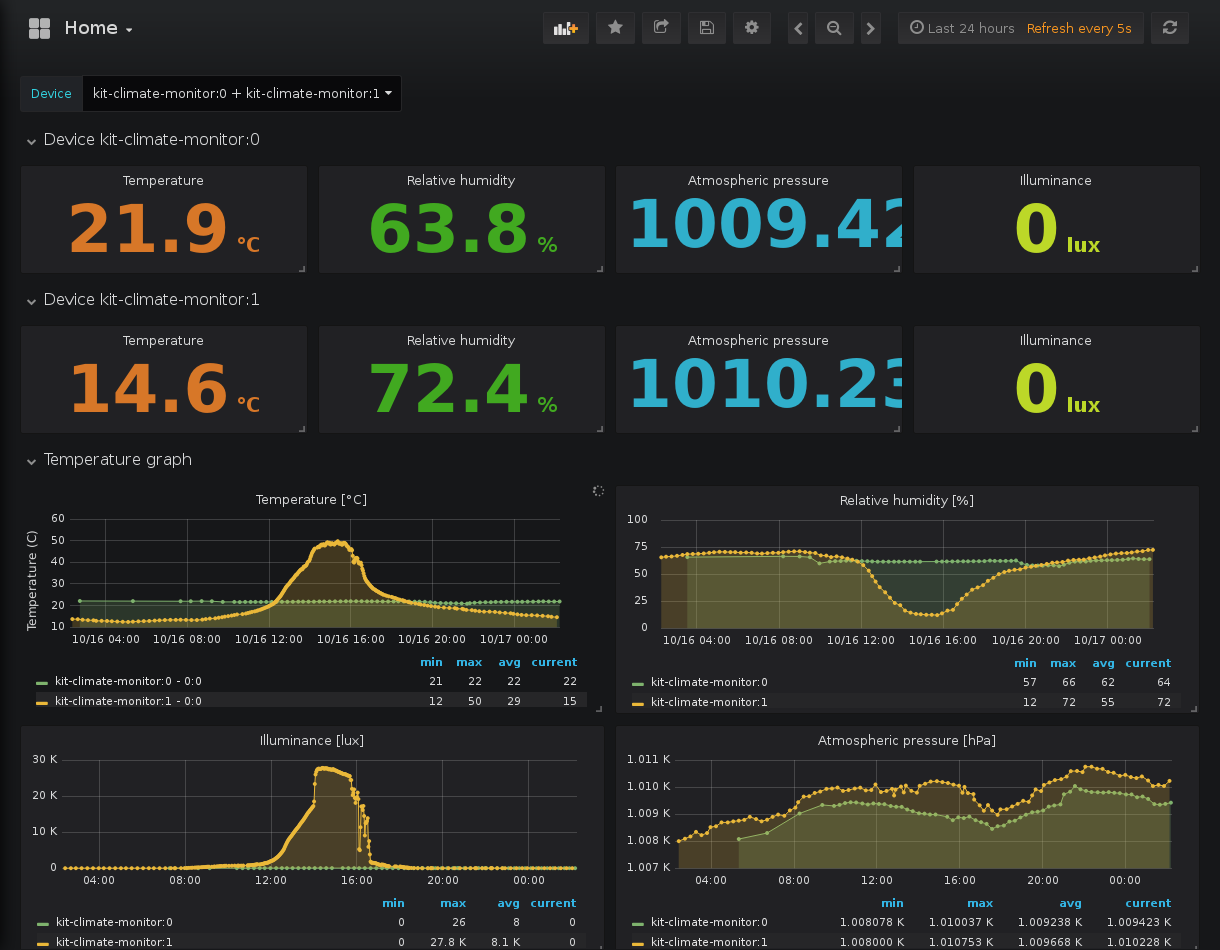 Home
Last 24 hours Refresh every 5s
Device kit-climate-monitor:0 + kit-climate-monitor:1
Device kit-climate-monitor:0
Temperature Relative humidity Atmospheric pressure Illuminance
21.9 °C 63.8 % 1009.42 0 lux
Device kit-climate-monitor:1
Temperature Relative humidity Atmospheric pressure Illuminance
14.6 °C 72.4 % 1010.23 0 lux
Temperature graph
Temperature [°C]
Temperature (C)
60
50
40
30
20
10
10/16 04:00 10/16 08:00 10/16 12:00 10/16 16:00 10/16 20:00 10/17 00:00
min max avg current
kit-climate-monitor:0 - 0:0 21 22 22 22
kit-climate-monitor:1 - 0:0 12 50 29 15
Relative humidity [%]
100
75
50
25
0
10/16 04:00 10/16 08:00 10/16 12:00 10/16 16:00 10/16 20:00 10/17 00:00
min max avg current
kit-climate-monitor:0 57 66 62 64
kit-climate-monitor:1 12 72 55 72
Illuminance [lux]
30 K
20 K
10 K
0
04:00 08:00 12:00 16:00 20:00 00:00
min max avg current
kit-climate-monitor:0 0 26 8 0
kit-climate-monitor:1 0 27.8 K 8.1 K 0
Atmospheric pressure [hPa]
1.011 K
1.010 K
1.009 K
1.008 K
1.007 K
04:00 08:00 12:00 16:00 20:00 00:00
min max avg current
kit-climate-monitor:0 1.008078 K 1.010037 K 1.009238 K 1.009423 K
kit-climate-monitor:1 1.008000 K 1.010753 K 1.009668 K 1.010228 K